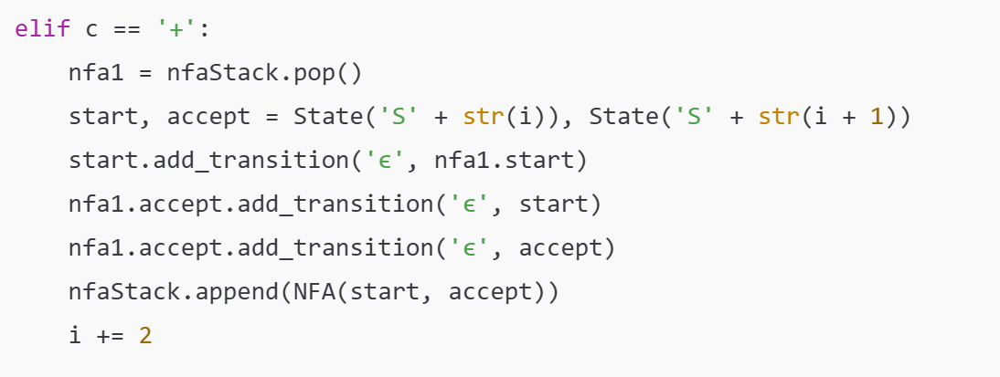 elif c == '+':
    nfa1 = nfaStack.pop()
    start, accept = State('S' + str(i)), State('S' + str(i + 1))
    start.add_transition('ϵ', nfa1.start)
    nfa1.accept.add_transition('ϵ', start)
    nfa1.accept.add_transition('ϵ', accept)
    nfaStack.append(NFA(start, accept))
    i += 2